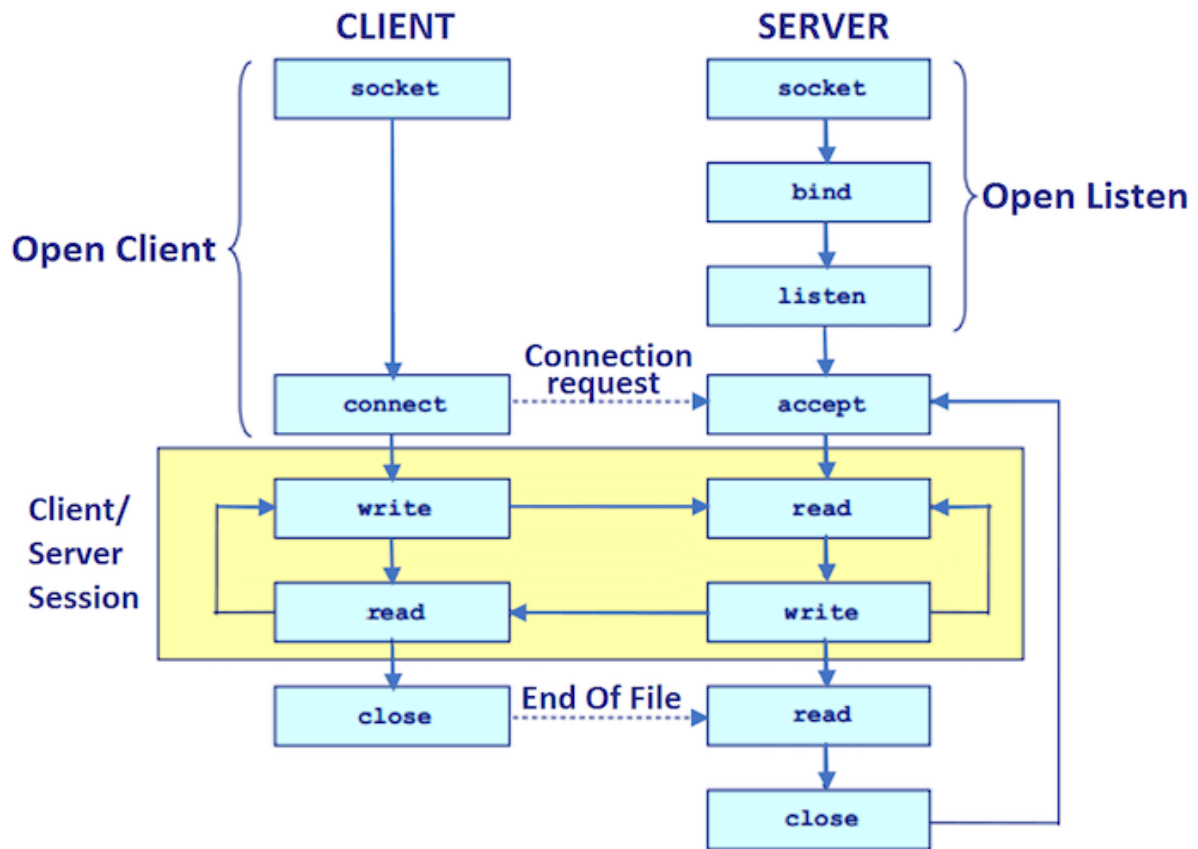 CLIENT
SERVER
socket
socket
bind
Open Listen
Open Client
listen
Connection
request
connect
accept
Client/
Server
Session
write
read
read
write
close
End Of File
read
close